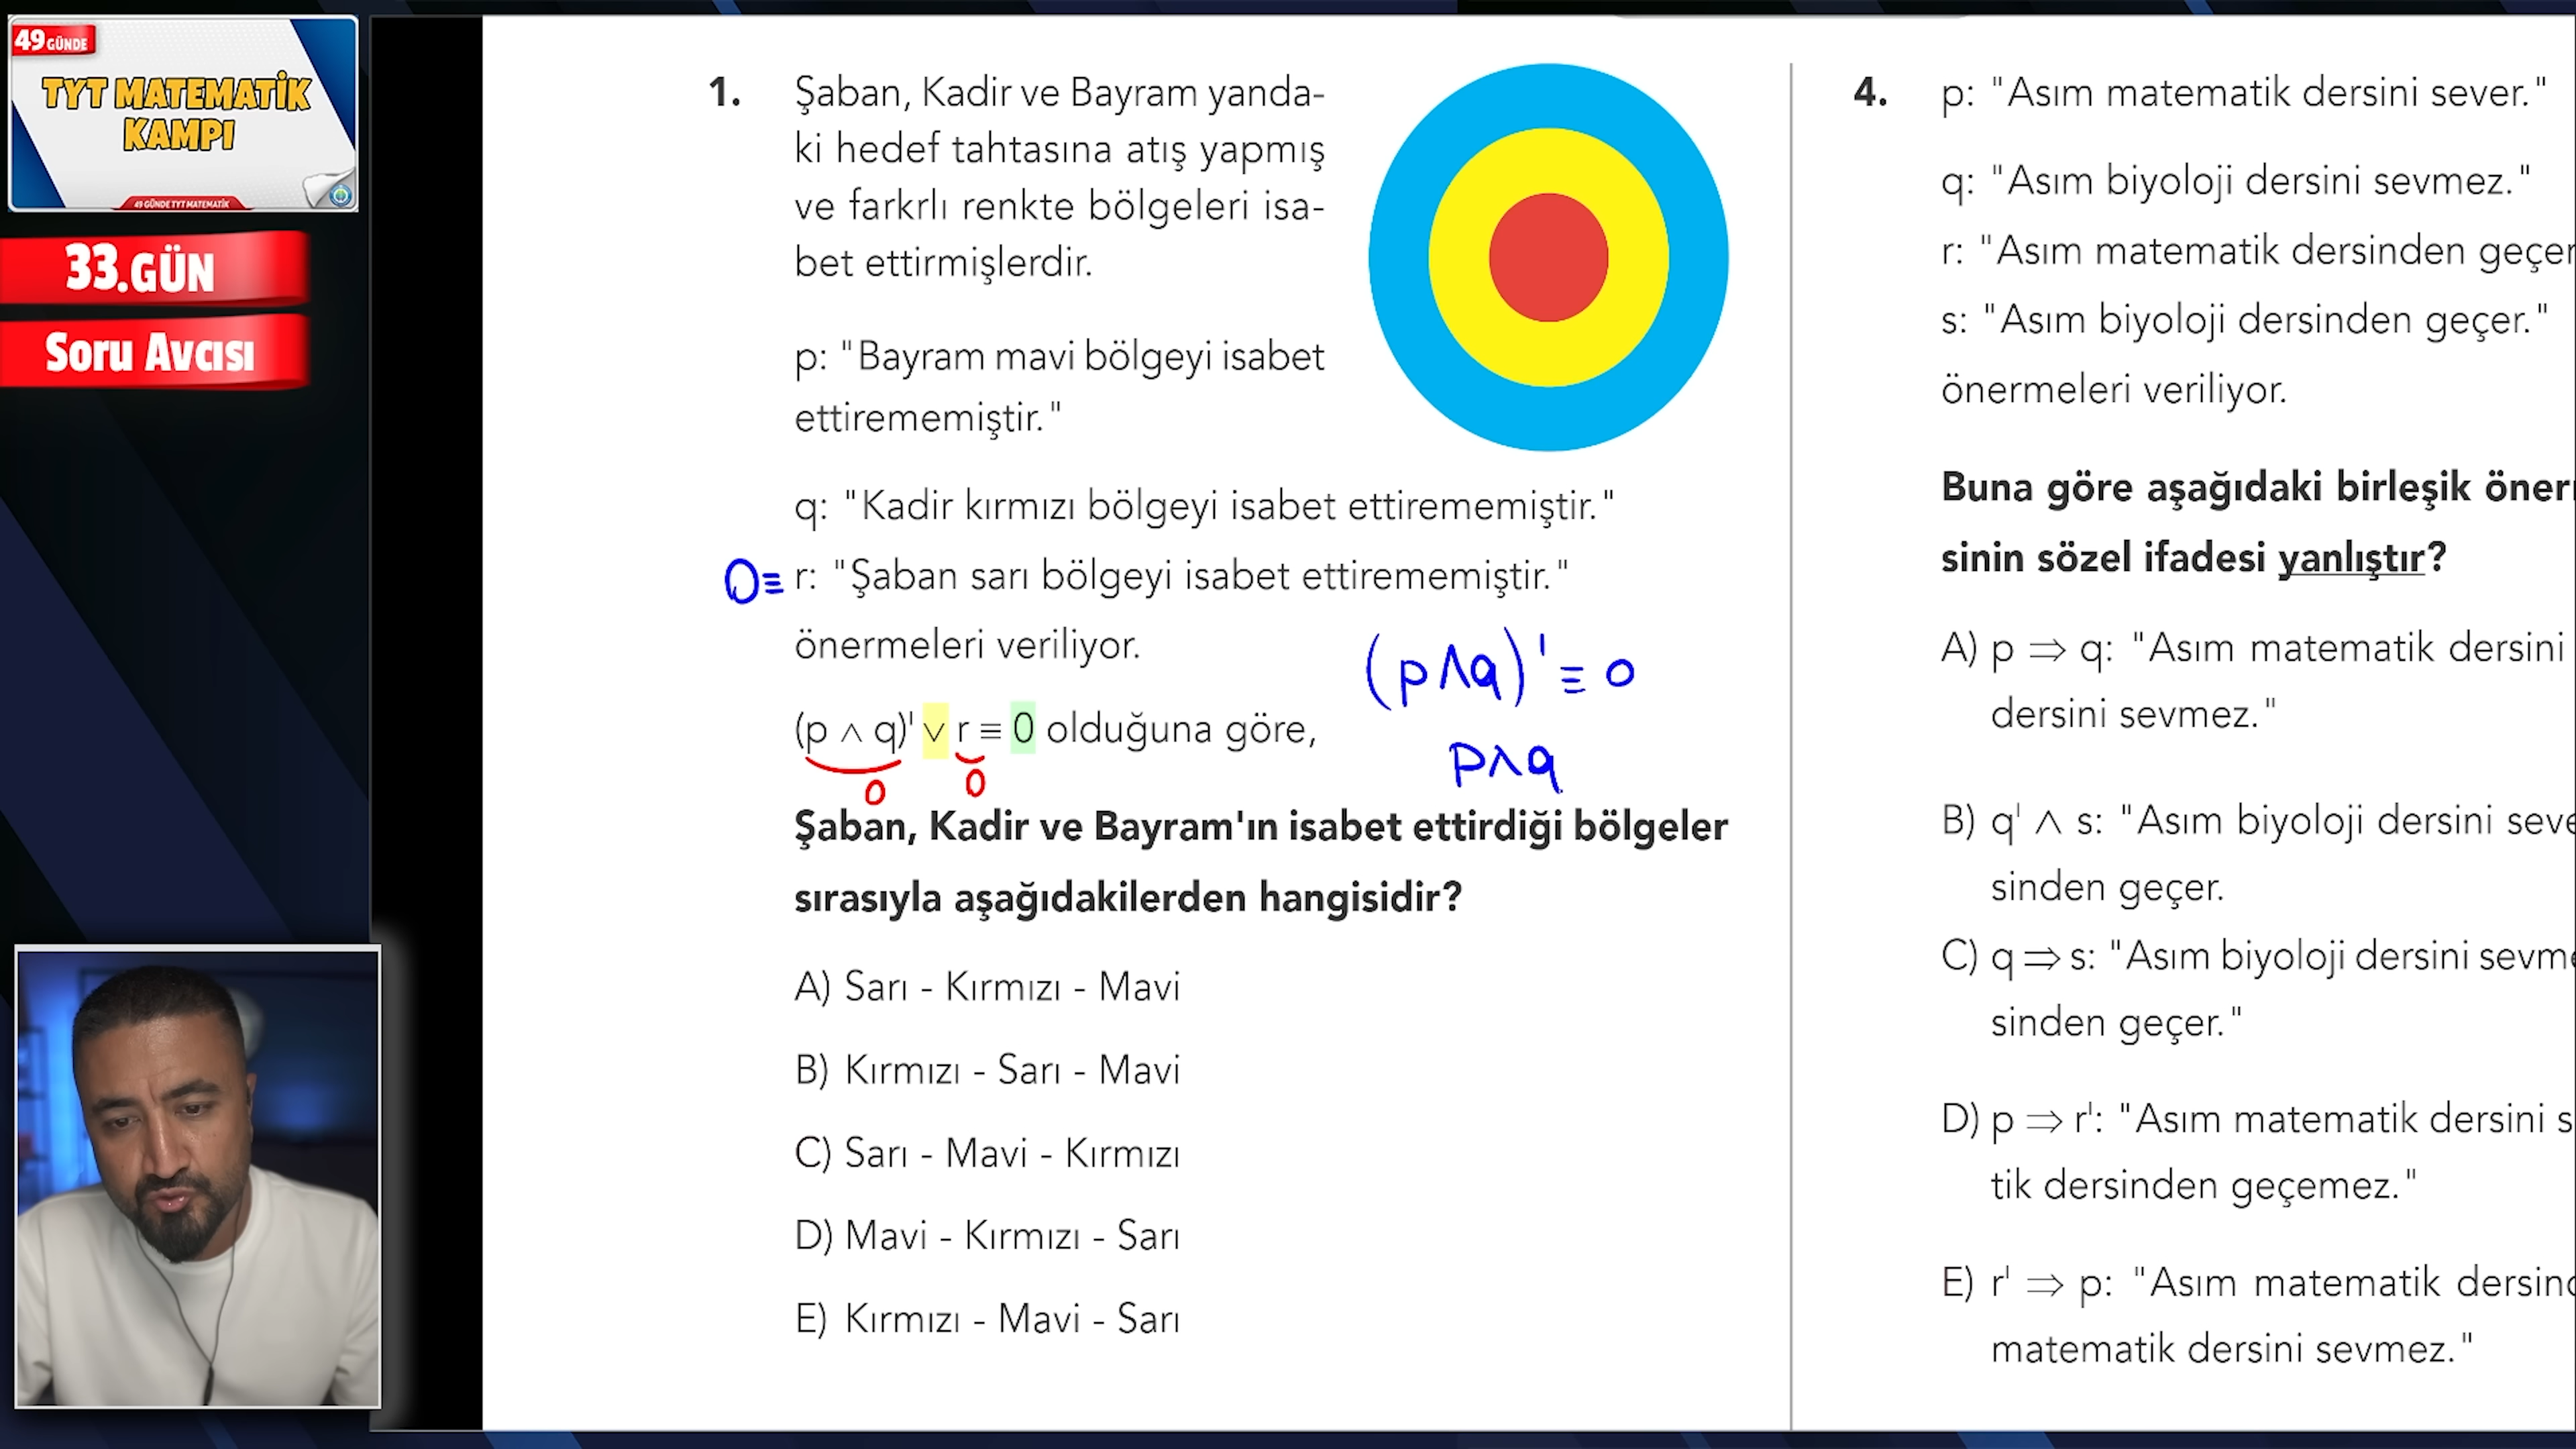 49 GÜNDE
TYT MATEMATİK
KAMPI
49 GÜNDE TYT MATEMATİK
33.GÜN
Soru Avcısı
1. Şaban, Kadir ve Bayram yanda-
ki hedef tahtasına atış yapmış
ve farkrlı renkte bölgeleri isa-
bet ettirmişlerdir.
p: "Bayram mavi bölgeyi isabet
ettirememiştir."
q: "Kadir kırmızı bölgeyi isabet ettirememiştir."
0≡ r: "Şaban sarı bölgeyi isabet ettirememiştir."
önermeleri veriliyor.
(p∧q)' ≡ 0
(p ∧ q)' ∨ r ≡ 0 olduğuna göre,
p∧q
0 0
Şaban, Kadir ve Bayram'ın isabet ettirdiği bölgeler
sırasıyla aşağıdakilerden hangisidir?
A) Sarı - Kırmızı - Mavi
B) Kırmızı - Sarı - Mavi
C) Sarı - Mavi - Kırmızı
D) Mavi - Kırmızı - Sarı
E) Kırmızı - Mavi - Sarı
4. p: "Asım matematik dersini sever."
q: "Asım biyoloji dersini sevmez."
r: "Asım matematik dersinden geçer
s: "Asım biyoloji dersinden geçer."
önermeleri veriliyor.
Buna göre aşağıdaki birleşik öner
sinin sözel ifadesi yanlıştır?
A) p ⇒ q: "Asım matematik dersini
dersini sevmez."
B) q' ∧ s: "Asım biyoloji dersini seve
sinden geçer.
C) q ⇒ s: "Asım biyoloji dersini sevme
sinden geçer."
D) p ⇒ r': "Asım matematik dersini s
tik dersinden geçemez."
E) r' ⇒ p: "Asım matematik dersinc
matematik dersini sevmez."